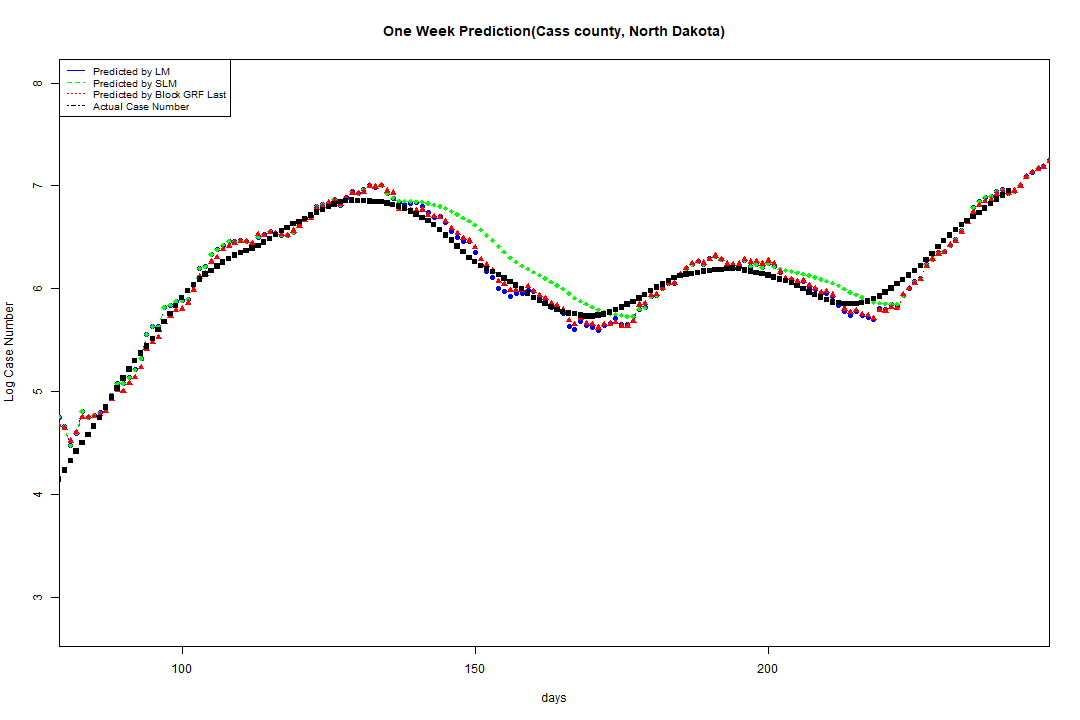 One Week Prediction(Cass county, North Dakota)
Predicted by LM
Predicted by SLM
Predicted by Block GRF Last
Actual Case Number
8
7
6
5
4
3
Log Case Number
100 150 200
days